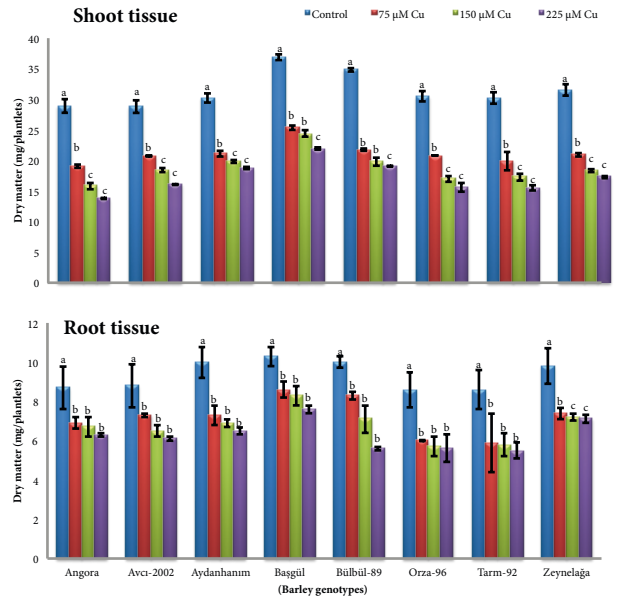 Shoot tissue
Control 75 µM Cu 150 µM Cu 225 µM Cu
Dry matter (mg/plantlets)
40
35
30
25
20
15
10
5
0
a b c c a b c c a b c c a b b c a b b c a b c c a b c c a b c c
Root tissue
Dry matter (mg/plantlets)
12
10
8
6
4
2
0
a b b b a b b b a b b b a b b b a b b b a b b b a b b b a b c c
Angora Avcı-2002 Aydanhanım Başgül Bülbül-89 Orza-96 Tarm-92 Zeynelağa
(Barley genotypes)